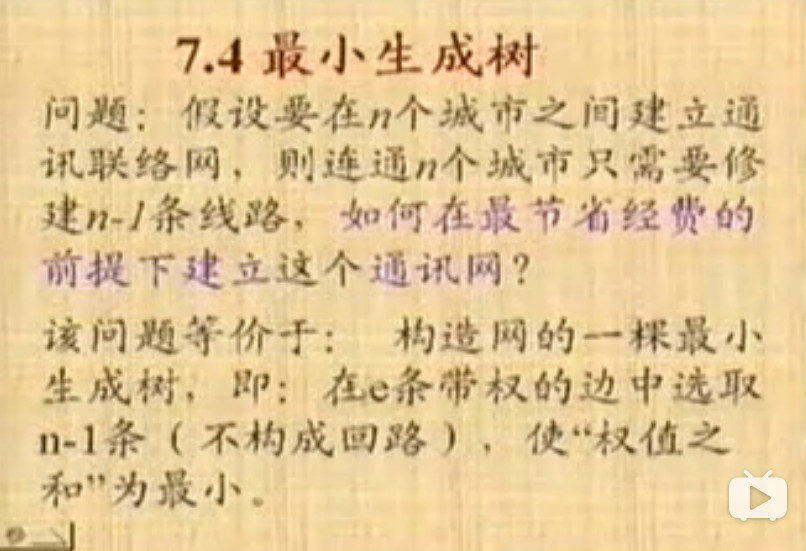 7.4 最小生成树
问题：假设要在n个城市之间建立通
讯联络网，则连通n个城市只需要修
建n-1条线路，如何在最节省经费的
前提下建立这个通讯网？
该问题等价于： 构造网的一棵最小
生成树，即：在e条带权的边中选取
n-1条（不构成回路），使“权值之
和”为最小。